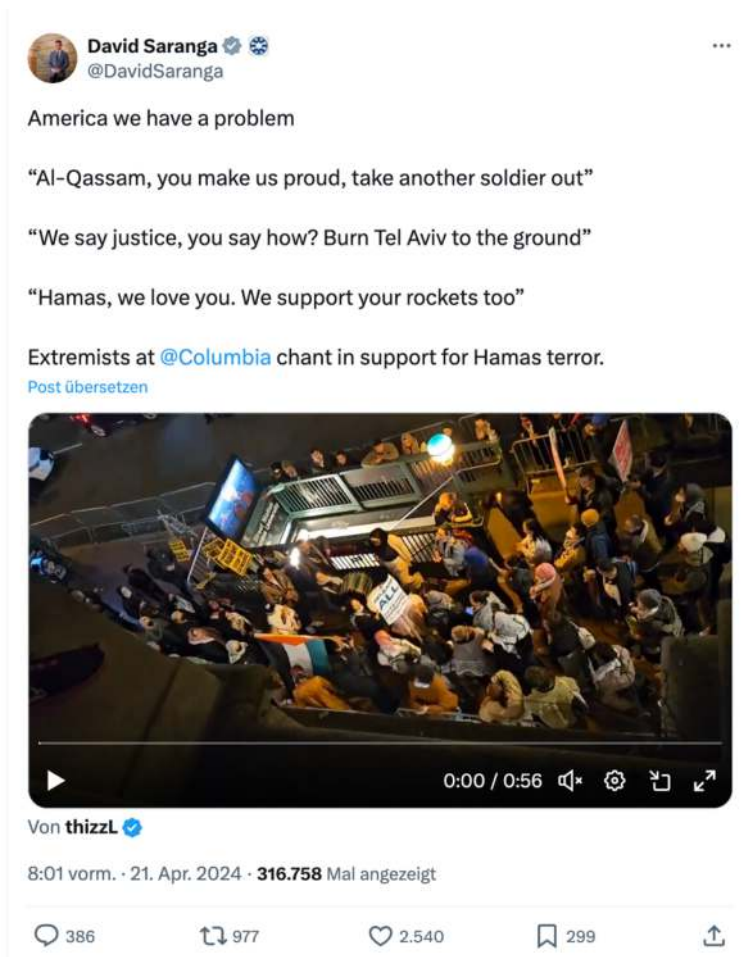 David Saranga
@DavidSaranga
America we have a problem
“Al-Qassam, you make us proud, take another soldier out”
“We say justice, you say how? Burn Tel Aviv to the ground”
“Hamas, we love you. We support your rockets too”
Extremists at @Columbia chant in support for Hamas terror.
Post übersetzen
ALL
0:00 / 0:56
Von thizzL
8:01 vorm. · 21. Apr. 2024 · 316.758 Mal angezeigt
386 977 2.540 299